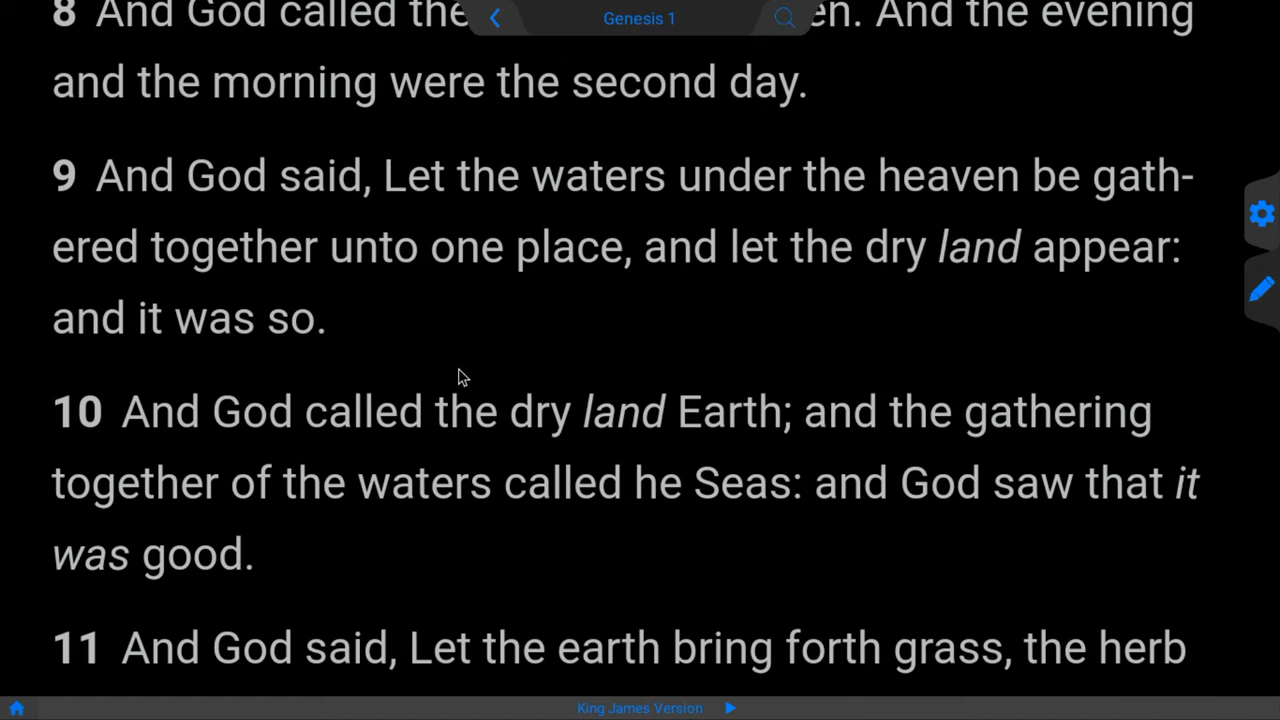 Genesis 1
8 And God called the en. And the evening
and the morning were the second day.
9 And God said, Let the waters under the heaven be gath-
ered together unto one place, and let the dry land appear:
and it was so.
10 And God called the dry land Earth; and the gathering
together of the waters called he Seas: and God saw that it
was good.
11 And God said, Let the earth bring forth grass, the herb
King James Version